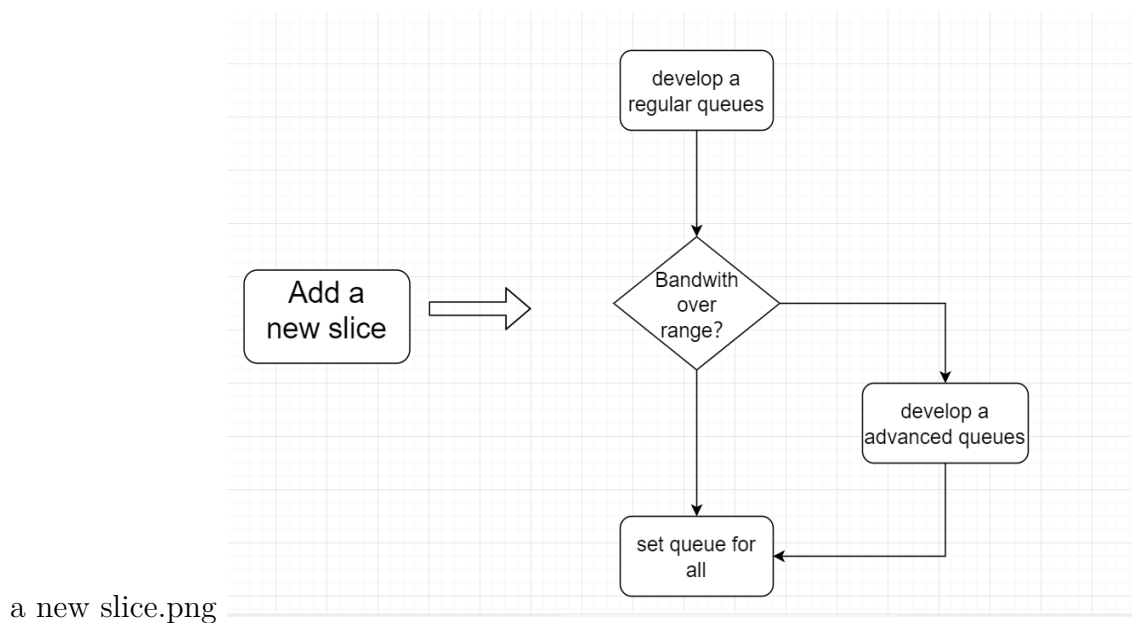 develop a
regular queues
Add a
new slice
Bandwith
over
range?
develop a
advanced queues
set queue for
all
a new slice.png